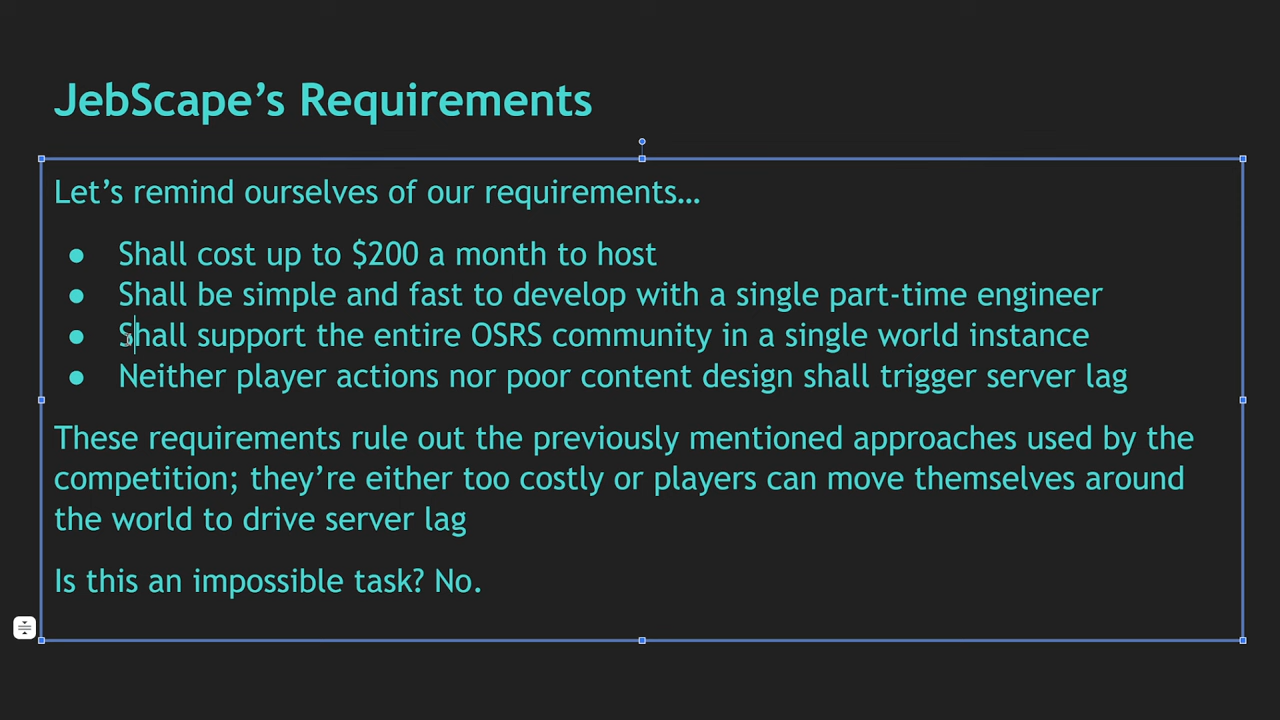 JebScape’s Requirements
Let’s remind ourselves of our requirements…
● Shall cost up to $200 a month to host
● Shall be simple and fast to develop with a single part-time engineer
● Shall support the entire OSRS community in a single world instance
● Neither player actions nor poor content design shall trigger server lag
These requirements rule out the previously mentioned approaches used by the
competition; they’re either too costly or players can move themselves around
the world to drive server lag
Is this an impossible task? No.